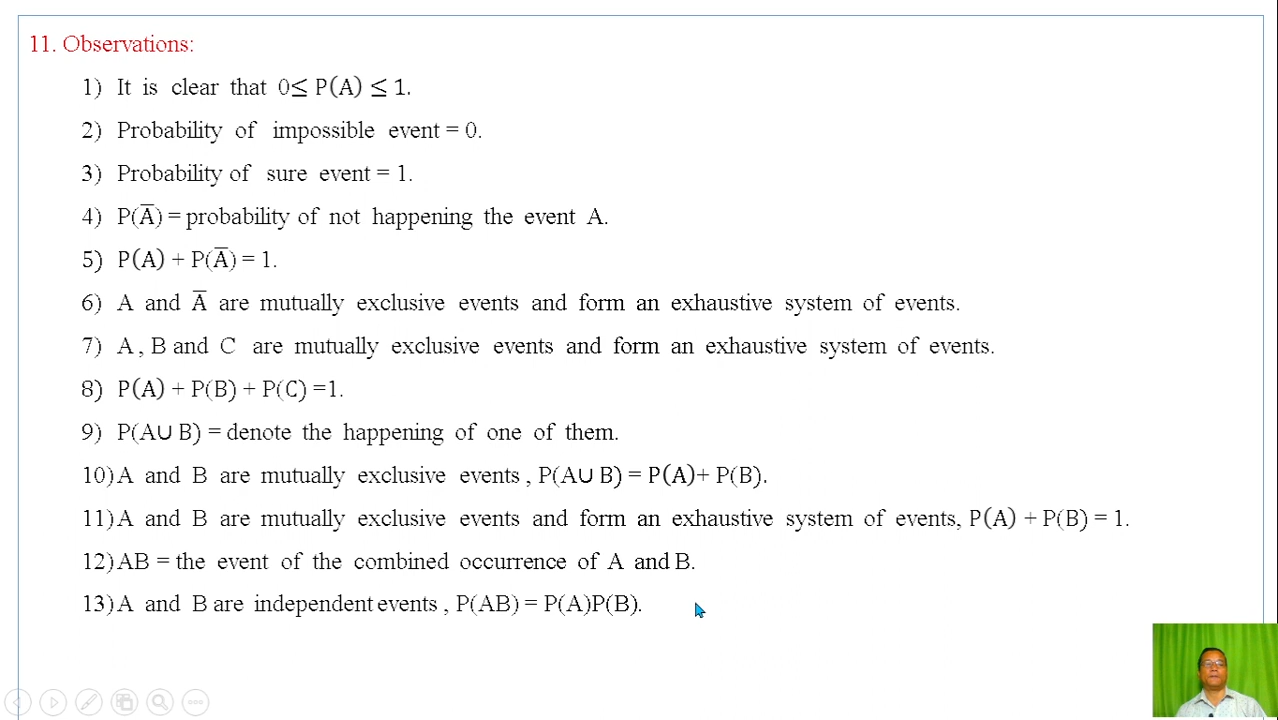 11. Observations:
1) It is clear that 0≤ P(A) ≤ 1.
2) Probability of impossible event = 0.
3) Probability of sure event = 1.
4) P(A̅) = probability of not happening the event A.
5) P(A) + P(A̅) = 1.
6) A and A̅ are mutually exclusive events and form an exhaustive system of events.
7) A , B and C are mutually exclusive events and form an exhaustive system of events.
8) P(A) + P(B) + P(C) =1.
9) P(A∪ B) = denote the happening of one of them.
10) A and B are mutually exclusive events , P(A∪ B) = P(A)+ P(B).
11) A and B are mutually exclusive events and form an exhaustive system of events, P(A) + P(B) = 1.
12) AB = the event of the combined occurrence of A and B.
13) A and B are independent events , P(AB) = P(A)P(B).